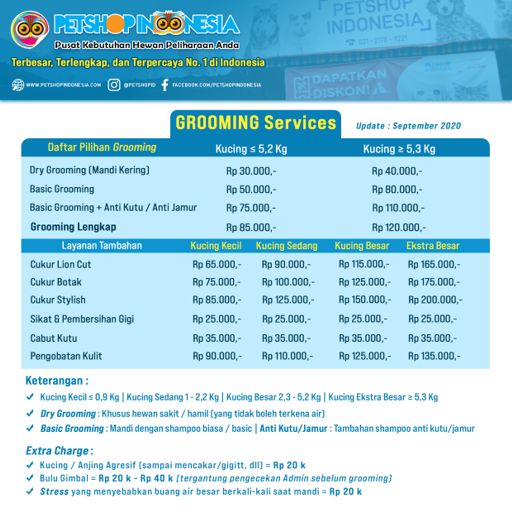 PETSHOP INDONESIA
Pusat Kebutuhan Hewan Peliharaan Anda
Terbesar, Terlengkap, dan Terpercaya No. 1 di Indonesia
WWW.PETSHOPINDONESIA.COM @PETSHOPID FACEBOOK.COM/PETSHOPINDONESIA
PETSHOP
INDONESIA
DAPATKAN
DISKON!
GROOMING Services
Update : September 2020
Daftar Pilihan Grooming Kucing ≤ 5,2 Kg Kucing ≥ 5,3 Kg
Dry Grooming (Mandi Kering) Rp 30.000,- Rp 40.000,-
Basic Grooming Rp 50.000,- Rp 80.000,-
Basic Grooming + Anti Kutu / Anti Jamur Rp 75.000,- Rp 110.000,-
Grooming Lengkap Rp 85.000,- Rp 120.000,-
Layanan Tambahan Kucing Kecil Kucing Sedang Kucing Besar Ekstra Besar
Cukur Lion Cut Rp 65.000,- Rp 90.000,- Rp 115.000,- Rp 165.000,-
Cukur Botak Rp 75.000,- Rp 100.000,- Rp 125.000,- Rp 175.000,-
Cukur Stylish Rp 85.000,- Rp 125.000,- Rp 150.000,- Rp 200.000,-
Sikat & Pembersihan Gigi Rp 25.000,- Rp 25.000,- Rp 25.000,- Rp 25.000,-
Cabut Kutu Rp 35.000,- Rp 35.000,- Rp 35.000,- Rp 35.000,-
Pengobatan Kulit Rp 90.000,- Rp 110.000,- Rp 125.000,- Rp 135.000,-
Keterangan :
Kucing Kecil ≤ 0,9 Kg | Kucing Sedang 1 - 2,2 Kg | Kucing Besar 2,3 - 5,2 Kg | Kucing Ekstra Besar ≥ 5,3 Kg
Dry Grooming : Khusus hewan sakit / hamil (yang tidak boleh terkena air)
Basic Grooming : Mandi dengan shampoo biasa / basic | Anti Kutu/Jamur : Tambahan shampoo anti kutu/jamur
Extra Charge :
Kucing / Anjing Agresif (sampai mencakar/gigitt, dll) = Rp 20 k
Bulu Gimbal = Rp 20 k - Rp 40 k (tergantung pengecekan Admin sebelum grooming)
Stress yang menyebabkan buang air besar berkali-kali saat mandi = Rp 20 k